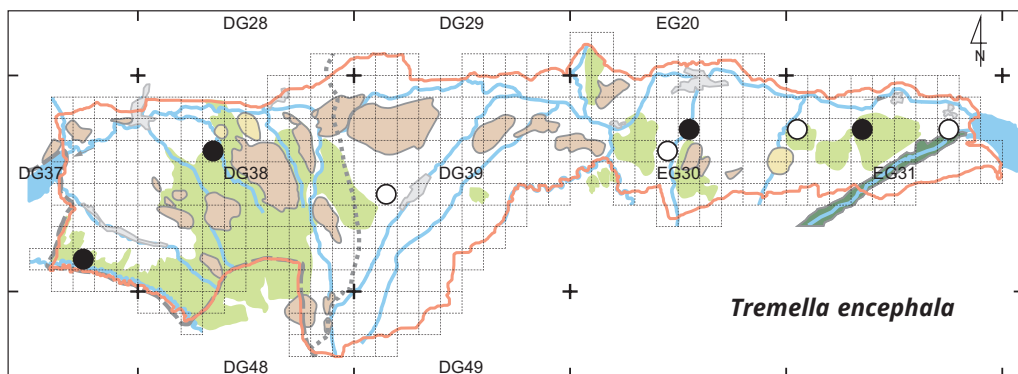 DG28 DG29 EG20
N
DG37 DG38 DG39 EG30 EG31
Tremella encephala
DG48 DG49